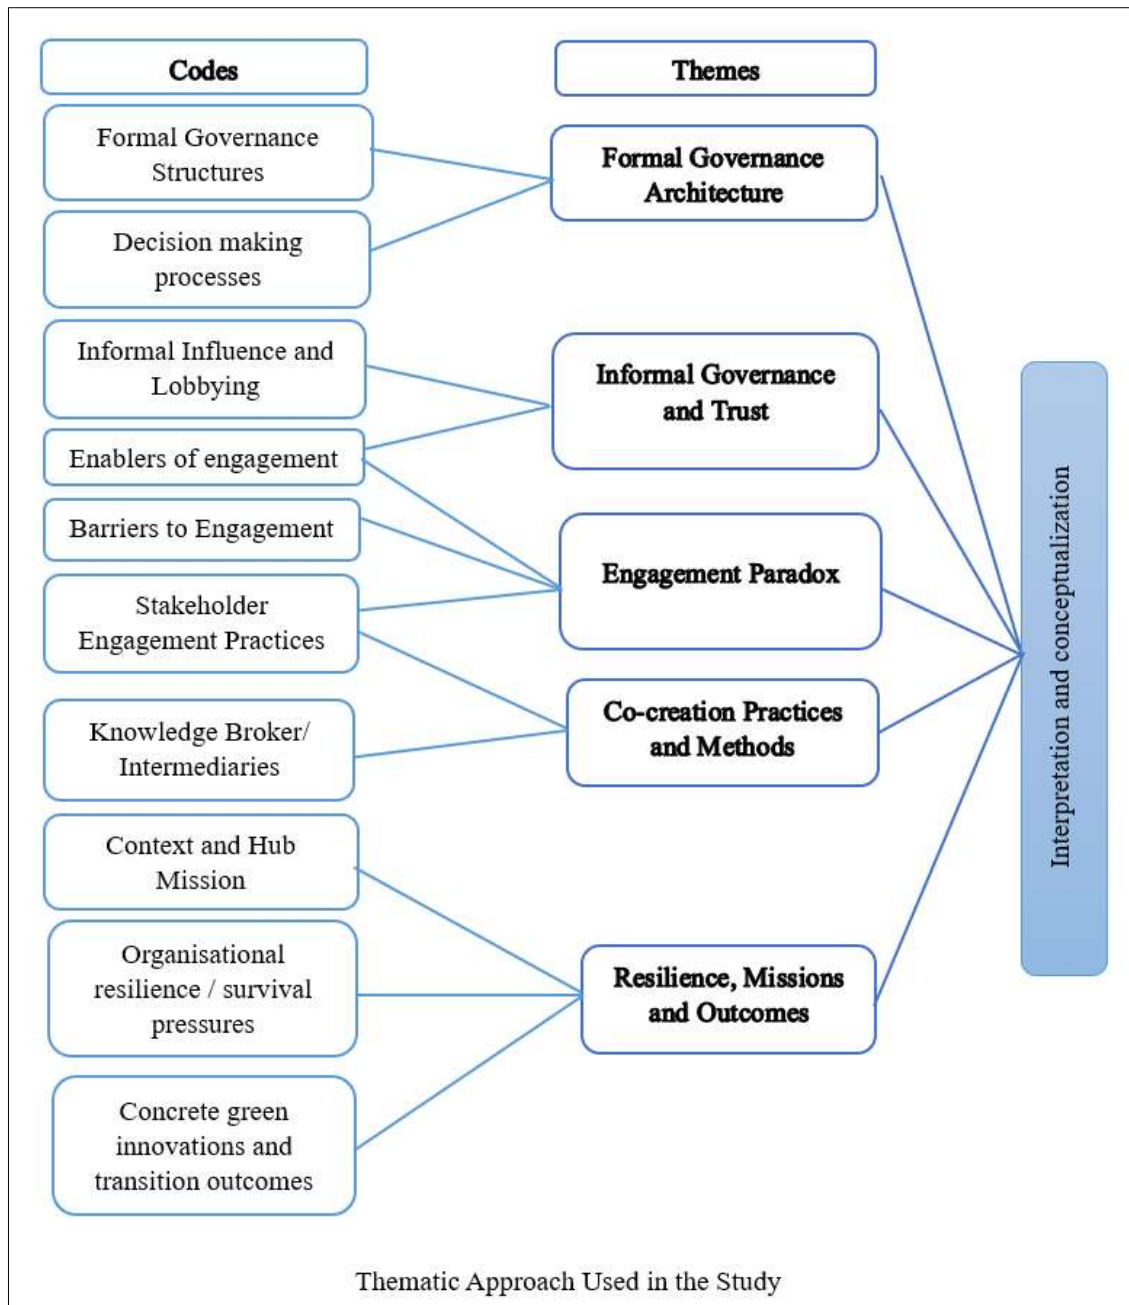 Codes
Themes
Formal Governance
Structures
Decision making
processes
Informal Influence and
Lobbying
Enablers of engagement
Barriers to Engagement
Stakeholder
Engagement Practices
Knowledge Broker/
Intermediaries
Context and Hub
Mission
Organisational
resilience / survival
pressures
Concrete green
innovations and
transition outcomes
Formal Governance
Architecture
Informal Governance
and Trust
Engagement Paradox
Co-creation Practices
and Methods
Resilience, Missions
and Outcomes
Interpretation and conceptualization
Thematic Approach Used in the Study